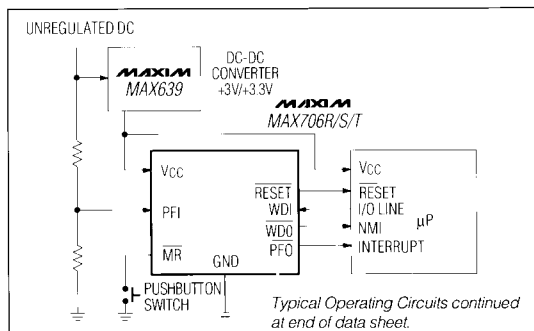 UNREGULATED DC
MAXIM
MAX639
DC-DC
CONVERTER
+3V/+3.3V
MAXIM
MAX706R/S/T
VCC
PFI
MR
GND
RESET
WDI
WDO
PFO
VCC
RESET
I/O LINE
NMI
INTERRUPT
μP
PUSHBUTTON
SWITCH
Typical Operating Circuits continued
at end of data sheet.